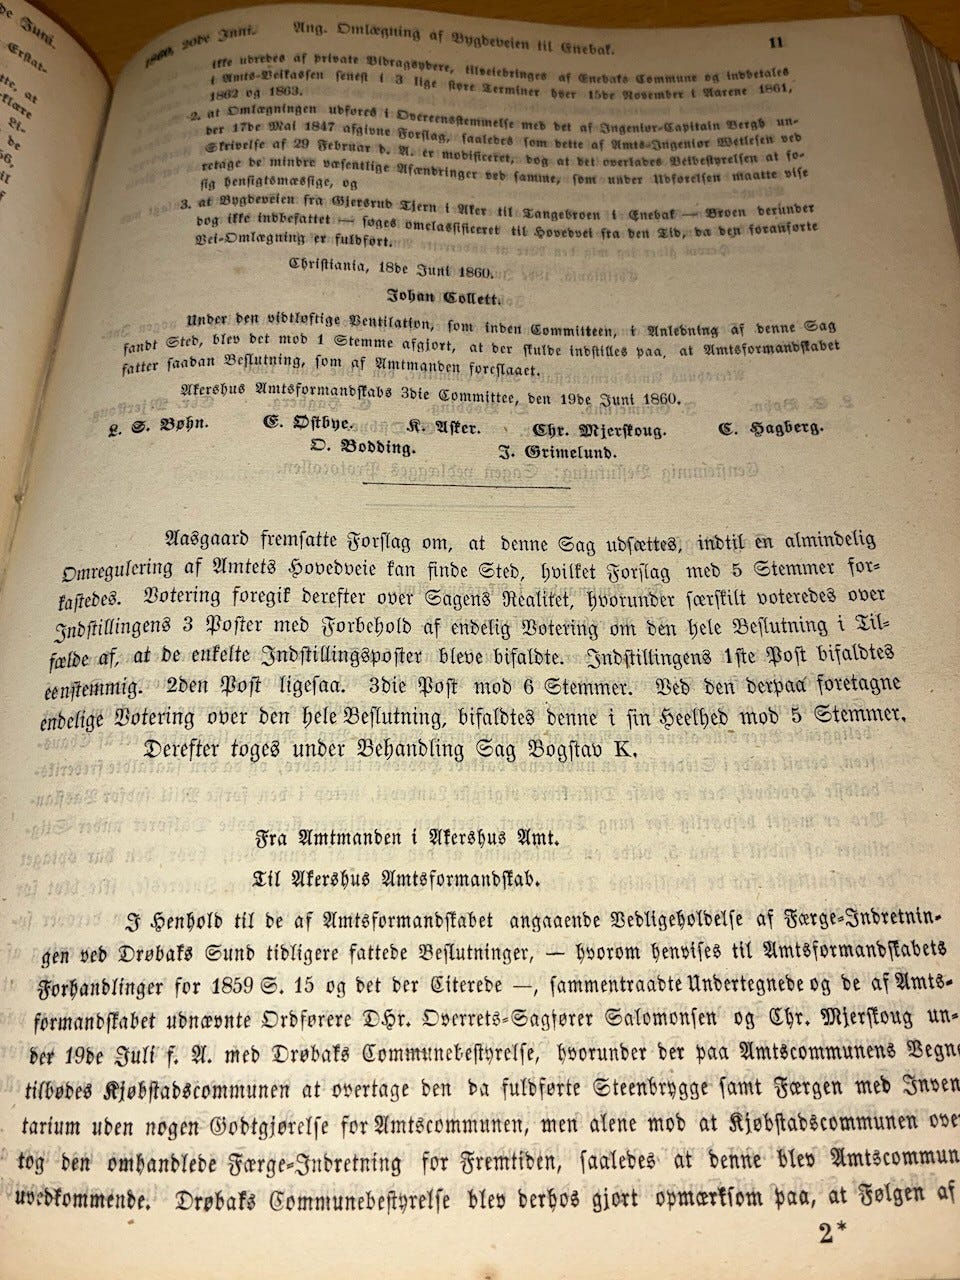 1860, 20de Juni. Ang. Omlægning af Bygdeveien til Enebak. 11
ikke udredes af private Bidragsydere, tilveiebringes af Enebaks Commune og indbetales
i Amts-Veikassen senest i 3 lige store Terminer hver 15de November i Aarene 1861,
1862 og 1863.
2. at Omlægningen udføres i Overeensstemmelse med det af Ingeniør-Capitain Bergh un-
der 17de Mai 1847 afgivne Forslag, saaledes som dette af Amts-Ingeniør Wetlesen ved
Skrivelse af 29 Februar d. A. er modificeret, dog at det overlades Veibestyrelsen at fo-
retage de mindre væsentlige Afændringer ved samme, som under Udførelsen maatte vise
sig hensigtsmæssige, og
3. at Bygdeveien fra Gjersrud Tjern i Aker til Tangebroen i Enebak — Broen derunder
dog ikke indbefattet — søges omclassificeret til Hovedvei fra den Tid, da den foranførte
Vei-Omlægning er fuldført.
Christiania, 18de Juni 1860.
Johan Collett.
Under den vidtløftige Ventilation, som inden Committeen, i Anledning af denne Sag
fandt Sted, blev det mod 1 Stemme afgjort, at der skulde indstilles paa, at Amtsformandskabet
fatter saadan Beslutning, som af Amtmanden foreslaaet.
Akershus Amtsformandskabs 3die Committee, den 19de Juni 1860.
L. S. Bøhn. E. Østbye. K. Asker. Chr. Mjerskoug. C. Hagberg.
O. Bodding. J. Grimelund.
Aasgaard fremsatte Forslag om, at denne Sag udsættes, indtil en almindelig
Omregulering af Amtets Hovedveie kan finde Sted, hvilket Forslag med 5 Stemmer for-
kastedes. Votering foregik derefter over Sagens Realitet, hvorunder særskilt voteredes over
Indstillingens 3 Poster med Forbehold af endelig Votering om den hele Beslutning i Til-
fælde af, at de enkelte Indstillingsposter bleve bifaldte. Indstillingens 1ste Post bifaldtes
eenstemmig. 2den Post ligesaa. 3die Post mod 6 Stemmer. Ved den derpaa foretagne
endelige Votering over den hele Beslutning, bifaldtes denne i sin Heelhed mod 5 Stemmer.
Derefter toges under Behandling Sag Bogstav K.
Fra Amtmanden i Akershus Amt.
Til Akershus Amtsformandskab.
I Henhold til de af Amtsformandskabet angaaende Vedligeholdelse af Færge-Indretnin-
gen ved Drøbaks Sund tidligere fattede Beslutninger, — hvorom henvises til Amtsformandskabets
Forhandlinger for 1859 S. 15 og det der Citerede —, sammentraadte Undertegnede og de af Amts-
formandskabet udnævnte Ordførere DHr. Overrets-Sagfører Salomonsen og Chr. Mjerskoug un-
der 19de Juli f. A. med Drøbaks Communebestyrelse, hvorunder der paa Amtscommunens Vegne
tilbødes Kjøbstadscommunen at overtage den da fuldførte Steenbrygge samt Færgen med Inven
tarium uden nogen Godtgjørelse for Amtscommunen, men alene mod at Kjøbstadscommunen over
tog den omhandlede Færge-Indretning for Fremtiden, saaledes at denne blev Amtscommun
uvedkommende. Drøbaks Communebestyrelse blev derhos gjort opmærksom paa, at Følgen af
2*